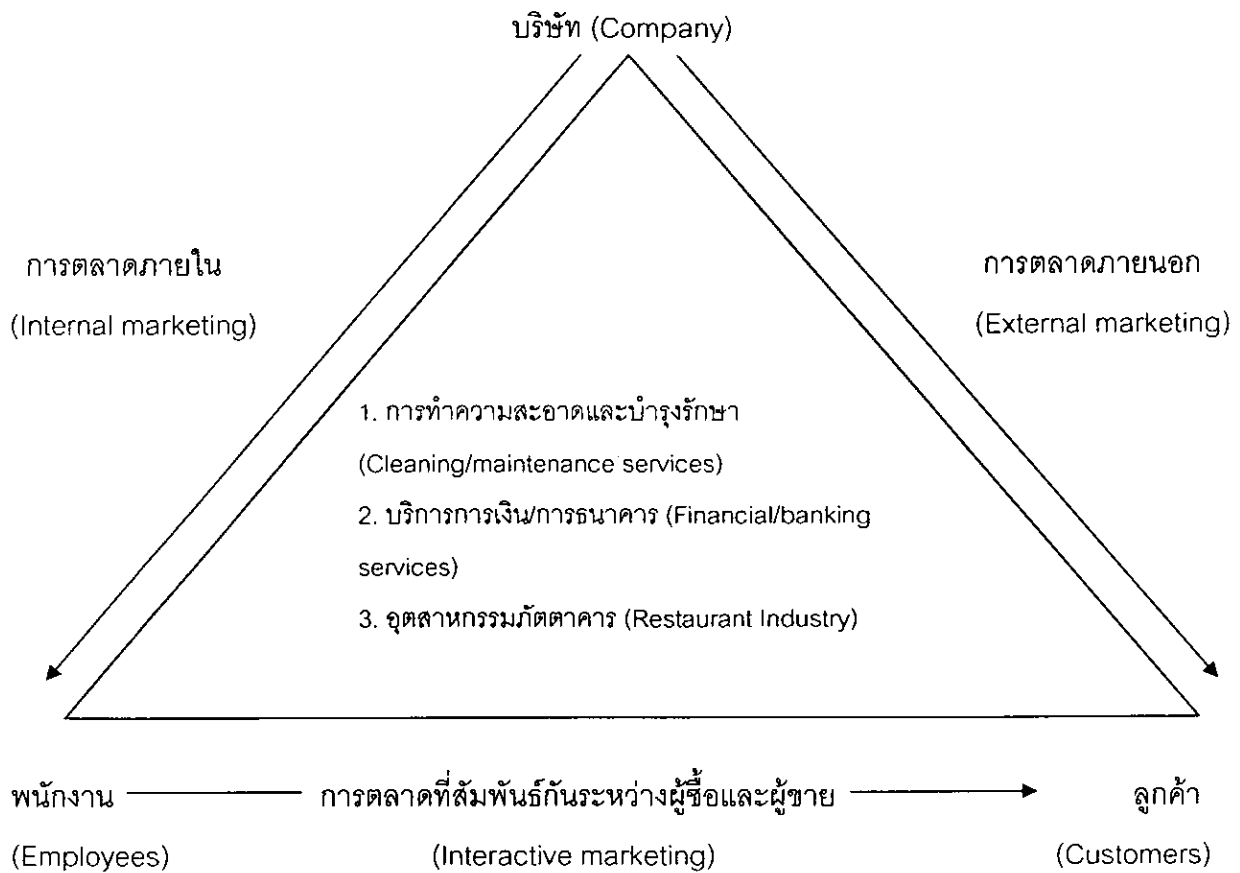 บริษัท (Company)
การตลาดภายใน
(Internal marketing)
การตลาดภายนอก
(External marketing)
1. การทำความสะอาดและบำรุงรักษา
(Cleaning/maintenance services)
2. บริการการเงิน/การธนาคาร (Financial/banking
services)
3. อุตสาหกรรมภัตตาคาร (Restaurant Industry)
พนักงาน การตลาดที่สัมพันธ์กันระหว่างผู้ซื้อและผู้ขาย ลูกค้า
(Employees) (Interactive marketing) (Customers)